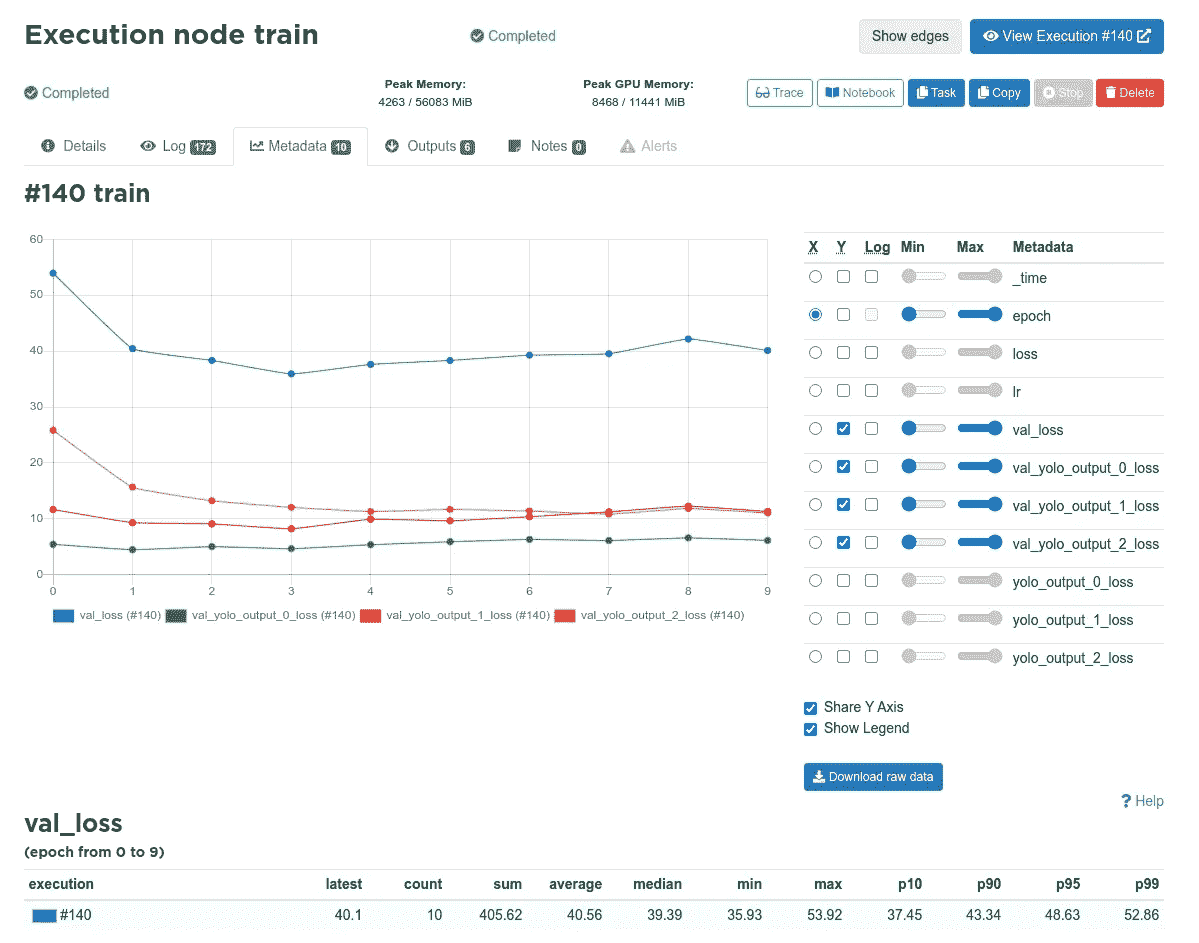 Execution node train
Completed
Show edges
View Execution #140
Completed
Peak Memory:
4263 / 56083 MiB
Peak GPU Memory:
8468 / 11441 MiB
Trace
Notebook
Task
Copy
Stop
Delete
Details
Log 172
Metadata 10
Outputs 6
Notes 0
Alerts
#140 train
60
50
40
30
20
10
0
0 1 2 3 4 5 6 7 8 9
val_loss (#140) val_yolo_output_0_loss (#140) val_yolo_output_1_loss (#140) val_yolo_output_2_loss (#140)
X Y Log Min Max Metadata
_time
epoch
loss
lr
val_loss
val_yolo_output_0_loss
val_yolo_output_1_loss
val_yolo_output_2_loss
yolo_output_0_loss
yolo_output_1_loss
yolo_output_2_loss
Share Y Axis
Show Legend
Download raw data
? Help
val_loss
(epoch from 0 to 9)
execution latest count sum average median min max p10 p90 p95 p99
#140 40.1 10 405.62 40.56 39.39 35.93 53.92 37.45 43.34 48.63 52.86